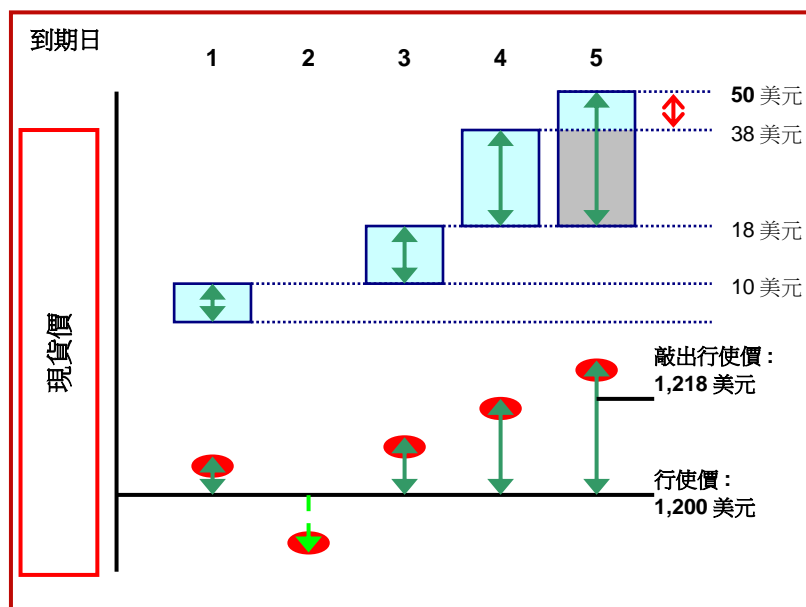 到期日
1 2 3 4 5
50 美元
38 美元
18 美元
10 美元
現貨價
敲出行使價 :
1,218 美元
行使價 :
1,200 美元